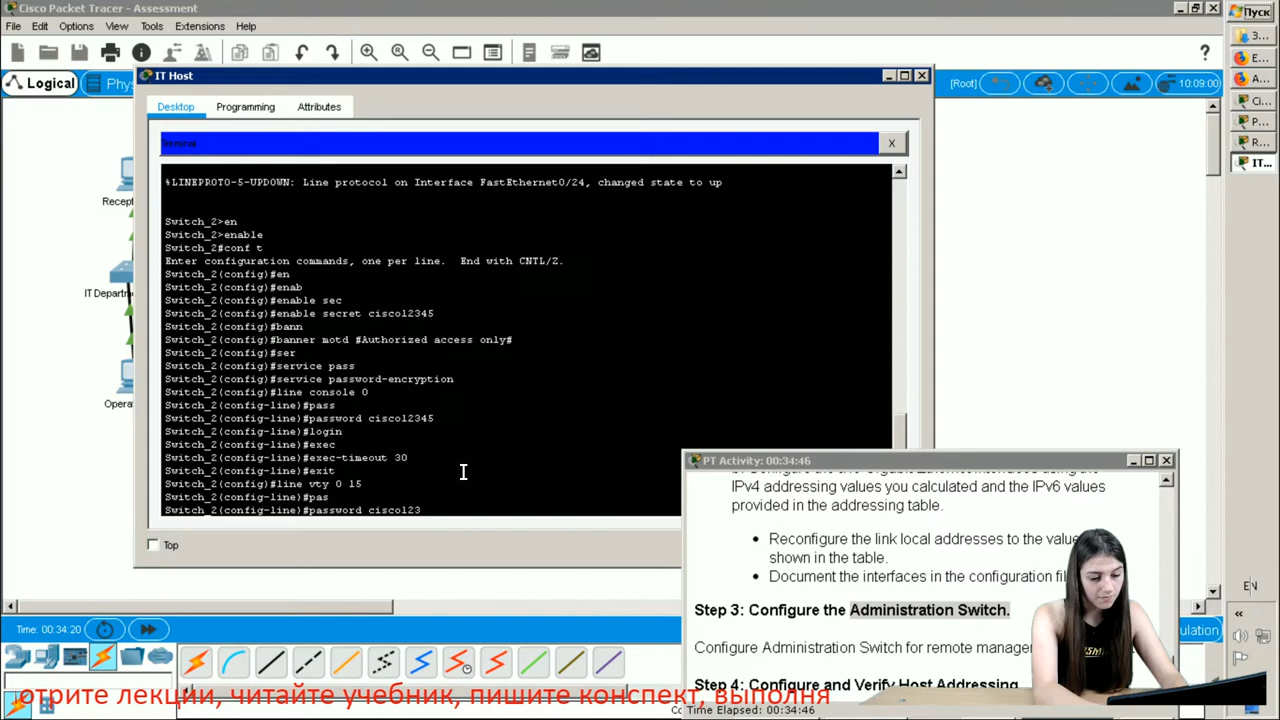 Cisco Packet Tracer - Assessment
File Edit Options View Tools Extensions Help
Logical
[Root]
10:09:00
IT Host
Desktop Programming Attributes
Terminal
X
%LINEPROTO-5-UPDOWN: Line protocol on Interface FastEthernet0/24, changed state to up
Switch_2>en
Switch_2>enable
Switch_2#conf t
Enter configuration commands, one per line. End with CNTL/Z.
Switch_2(config)#en
Switch_2(config)#enab
Switch_2(config)#enable sec
Switch_2(config)#enable secret cisco12345
Switch_2(config)#bann
Switch_2(config)#banner motd #Authorized access only#
Switch_2(config)#ser
Switch_2(config)#service pass
Switch_2(config)#service password-encryption
Switch_2(config)#line console 0
Switch_2(config-line)#pass
Switch_2(config-line)#password cisco12345
Switch_2(config-line)#login
Switch_2(config-line)#exec
Switch_2(config-line)#exec-timeout 30
Switch_2(config-line)#exit
Switch_2(config)#line vty 0 15
Switch_2(config-line)#pas
Switch_2(config-line)#password cisco123
Top
PT Activity: 00:34:46
IPv4 addressing values you calculated and the IPv6 values
provided in the addressing table.
• Reconfigure the link local addresses to the
shown in the table.
• Document the interfaces in the configuration
Step 3: Configure the Administration Switch.
Configure Administration Switch for remote
Step 4: Configure and Verify Host Addressing
Time Elapsed: 00:34:46
Time: 00:34:20
Пуск
З...
E...
A...
Ci...
P...
R...
IT...
EN
отрите лекции, читайте учебник, пишите конспект, выполня